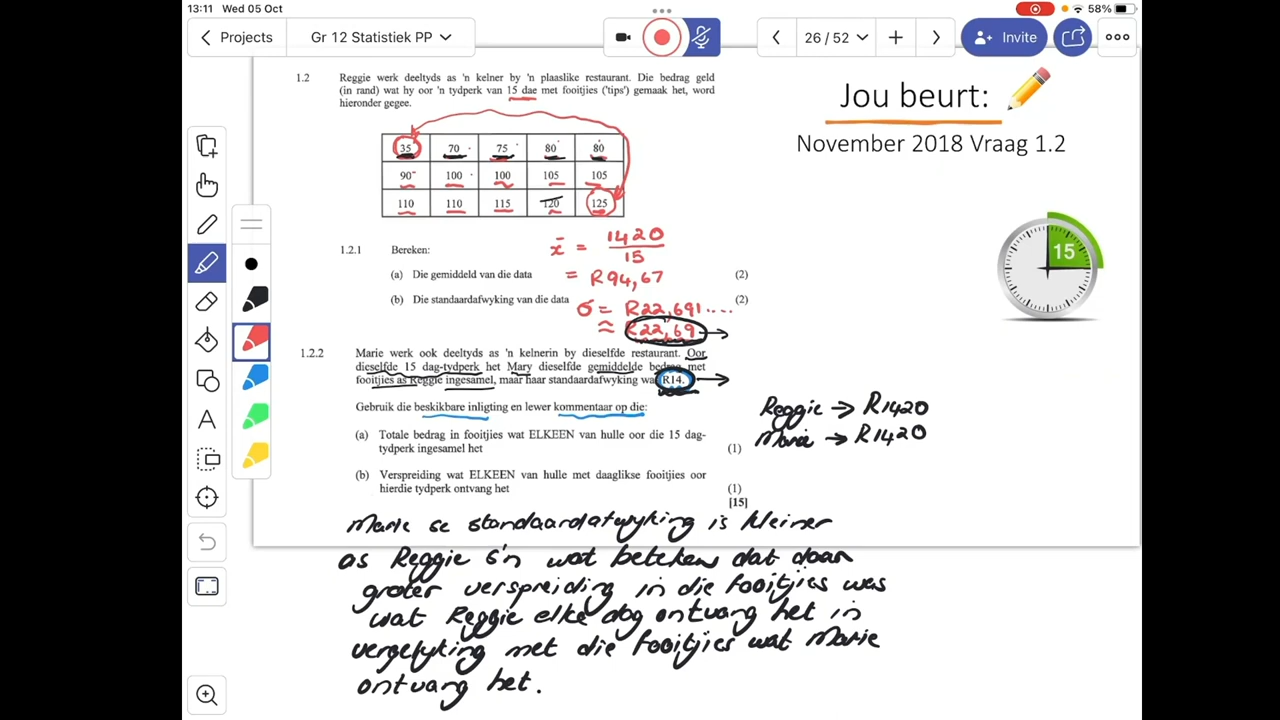 13:11 Wed 05 Oct
58%
Projects
Gr 12 Statistiek PP
26 / 52
Invite
1.2 Reggie werk deeltyds as 'n kelner by 'n plaaslike restaurant. Die bedrag geld
(in rand) wat hy oor 'n tydperk van 15 dae met fooitjies ('tips') gemaak het, word
hieronder gegee.
Jou beurt:
November 2018 Vraag 1.2
35 70 75 80 80
90 100 100 105 105
110 110 115 120 125
15
x̄ = 1420
15
1.2.1 Bereken:
(a) Die gemiddeld van die data = R94,67 (2)
(b) Die standaardafwyking van die data σ = R22,691.... (2)
≈ R22,69
1.2.2 Marie werk ook deeltyds as 'n kelnerin by dieselfde restaurant. Oor
dieselfde 15 dag-tydperk het Mary dieselfde gemiddelde bedrag met
fooitjies as Reggie ingesamel, maar haar standaardafwyking was R14.
Gebruik die beskikbare inligting en lewer kommentaar op die:
Reggie → R1420
Marie → R1420
(a) Totale bedrag in fooitjies wat ELKEEN van hulle oor die 15 dag-
tydperk ingesamel het (1)
(b) Verspreiding wat ELKEEN van hulle met daaglikse fooitjies oor
hierdie tydperk ontvang het (1)
[15]
Marie se standaardafwyking is kleiner
as Reggie s'n wat beteken dat daar
groter verspreiding in die fooitjies was
wat Reggie elke dag ontvang het in
vergelyking met die fooitjies wat Marie
ontvang het.